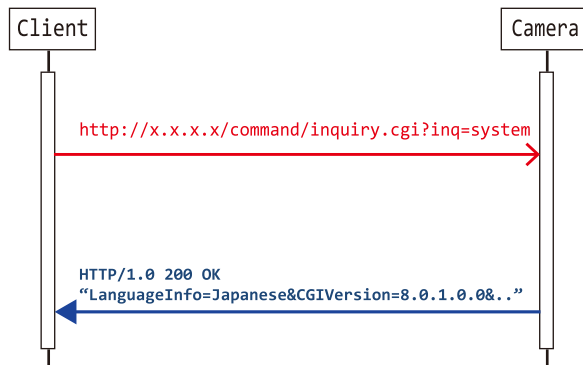 Client
Camera
http://x.x.x.x/command/inquiry.cgi?inq=system
HTTP/1.0 200 OK
“LanguageInfo=Japanese&CGIVersion=8.0.1.0.0&..”